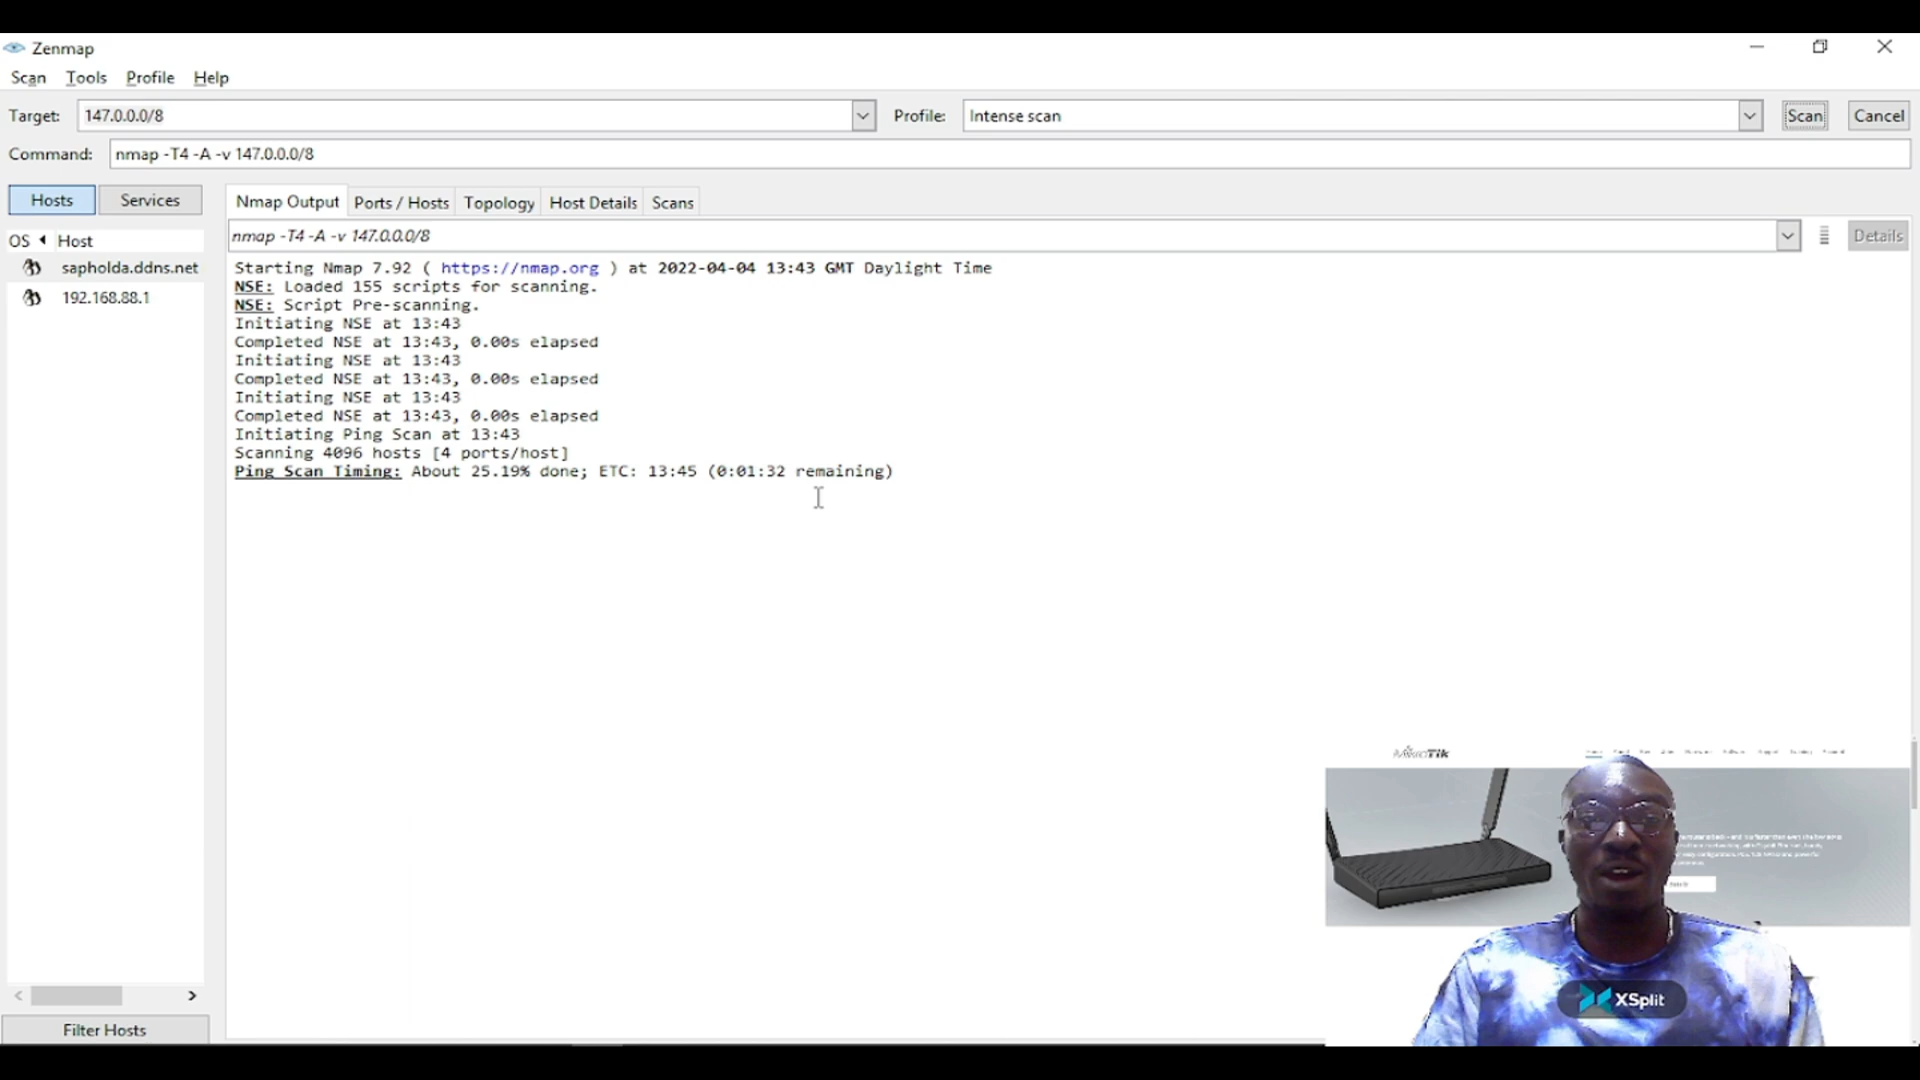 Zenmap
Scan Tools Profile Help
Target: 147.0.0.0/8 Profile: Intense scan Scan Cancel
Command: nmap -T4 -A -v 147.0.0.0/8
Hosts Services Nmap Output Ports / Hosts Topology Host Details Scans
nmap -T4 -A -v 147.0.0.0/8 Details
OS Host
sapholda.ddns.net
192.168.88.1
Starting Nmap 7.92 ( https://nmap.org ) at 2022-04-04 13:43 GMT Daylight Time
NSE: Loaded 155 scripts for scanning.
NSE: Script Pre-scanning.
Initiating NSE at 13:43
Completed NSE at 13:43, 0.00s elapsed
Initiating NSE at 13:43
Completed NSE at 13:43, 0.00s elapsed
Initiating NSE at 13:43
Completed NSE at 13:43, 0.00s elapsed
Initiating Ping Scan at 13:43
Scanning 4096 hosts [4 ports/host]
Ping Scan Timing: About 25.19% done; ETC: 13:45 (0:01:32 remaining)
MikroTik
XSplit
Filter Hosts